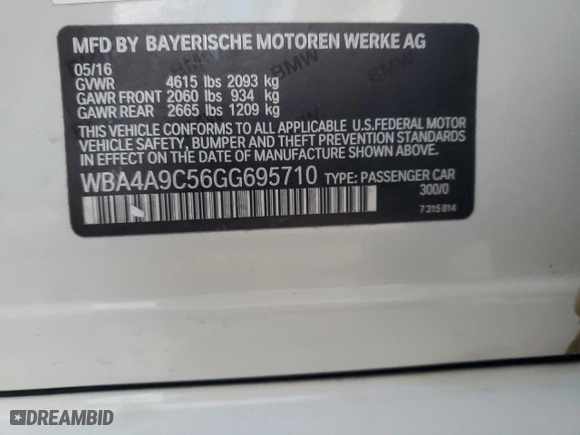 MFD BY BAYERISCHE MOTOREN WERKE AG
05/16
GVWR 4615 lbs 2093 kg
GAWR FRONT 2060 lbs 934 kg
GAWR REAR 2665 lbs 1209 kg
THIS VEHICLE CONFORMS TO ALL APPLICABLE U.S.FEDERAL MOTOR
VEHICLE SAFETY, BUMPER AND THEFT PREVENTION STANDARDS
IN EFFECT ON THE DATE OF MANUFACTURE SHOWN ABOVE.
WBA4A9C56GG695710 TYPE: PASSENGER CAR
300/0
7 315 814
DREAMBID